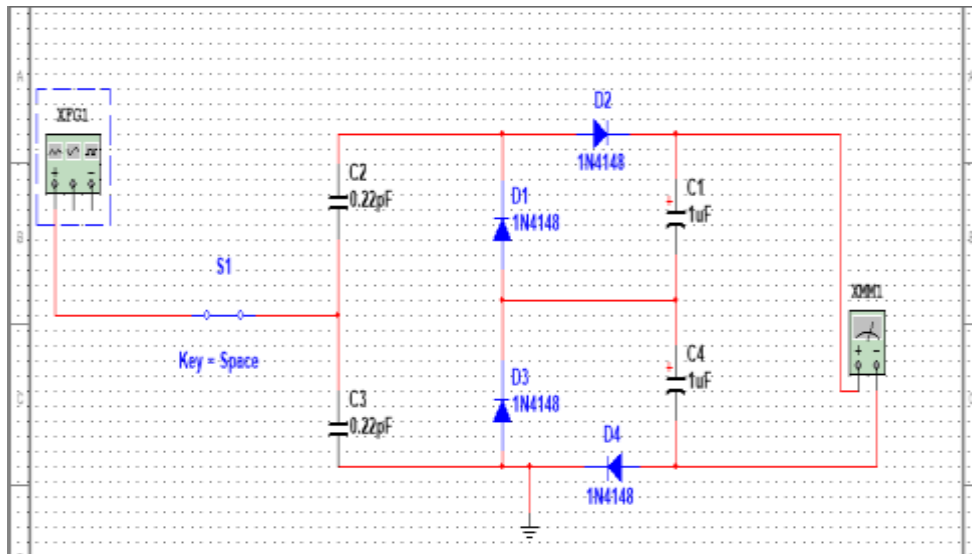 A
XFG1
D2
1N4148
C2
0.22pF
D1
1N4148
C1
1uF
B
S1
XMM1
Key = Space
C4
1uF
D3
1N4148
C3
0.22pF
C
D4
1N4148